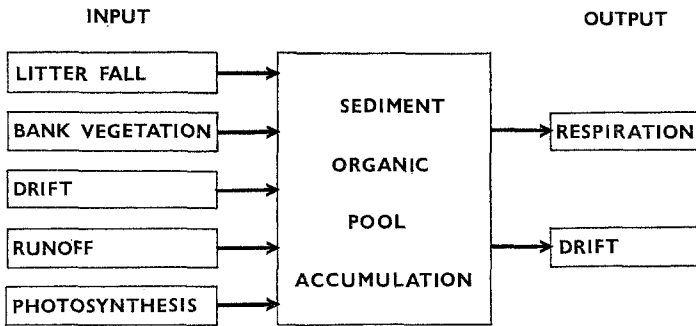 INPUT
OUTPUT
LITTER FALL
BANK VEGETATION
DRIFT
RUNOFF
PHOTOSYNTHESIS
SEDIMENT
ORGANIC
POOL
ACCUMULATION
RESPIRATION
DRIFT